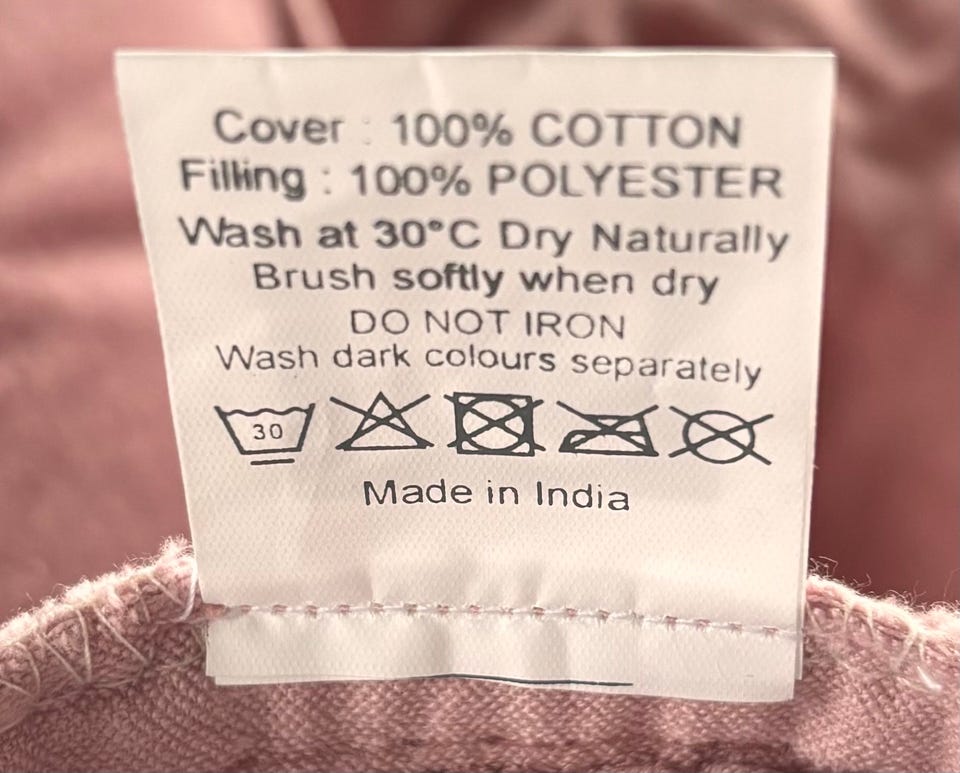 Cover : 100% COTTON
Filling : 100% POLYESTER
Wash at 30°C Dry Naturally
Brush softly when dry
DO NOT IRON
Wash dark colours separately
30
Made in India